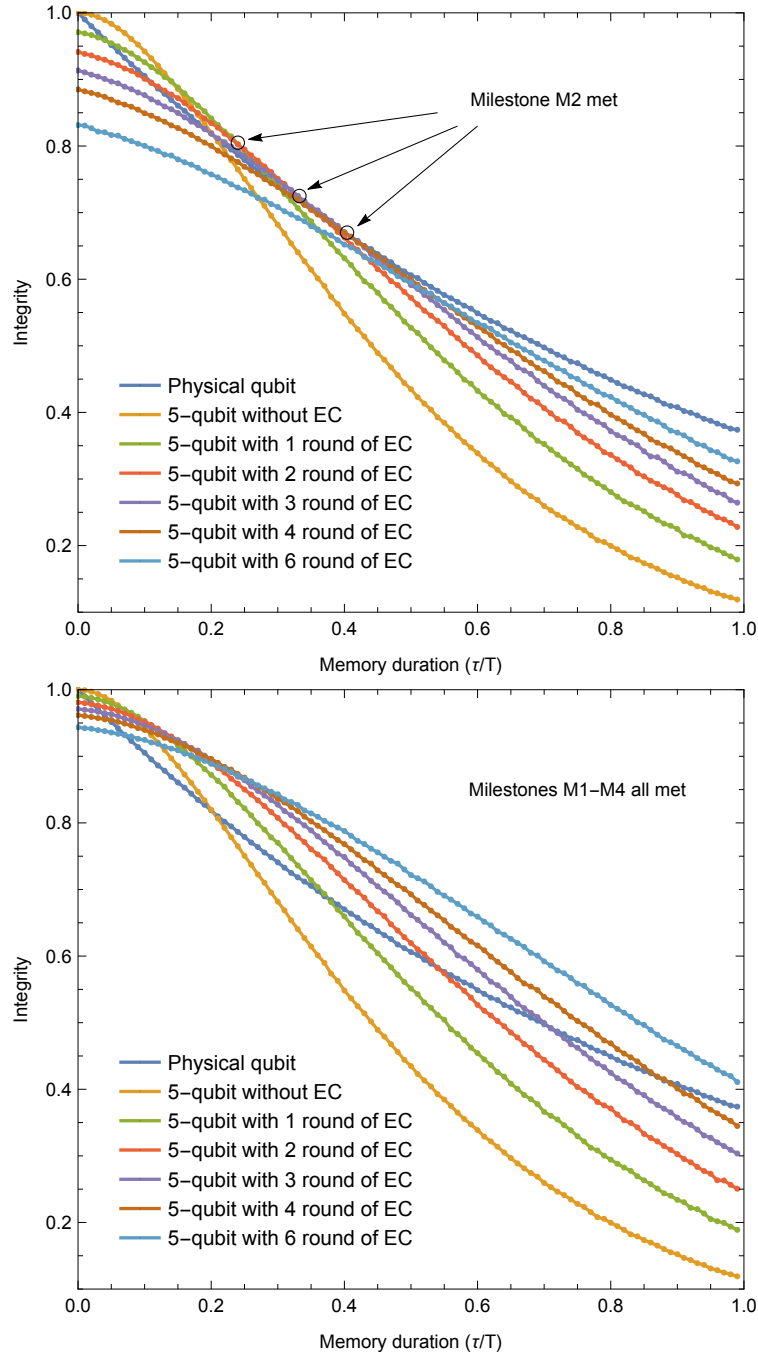 1.0
Milestone M2 met
0.8
Integrity
0.6
Physical qubit
0.4
5-qubit without EC
5-qubit with 1 round of EC
5-qubit with 2 round of EC
5-qubit with 3 round of EC
5-qubit with 4 round of EC
0.2
5-qubit with 6 round of EC
0.0 0.2 0.4 0.6 0.8 1.0
Memory duration (τ/T)
1.0
Milestones M1–M4 all met
0.8
Integrity
0.6
Physical qubit
5-qubit without EC
0.4
5-qubit with 1 round of EC
5-qubit with 2 round of EC
5-qubit with 3 round of EC
5-qubit with 4 round of EC
0.2
5-qubit with 6 round of EC
0.0 0.2 0.4 0.6 0.8 1.0
Memory duration (τ/T)